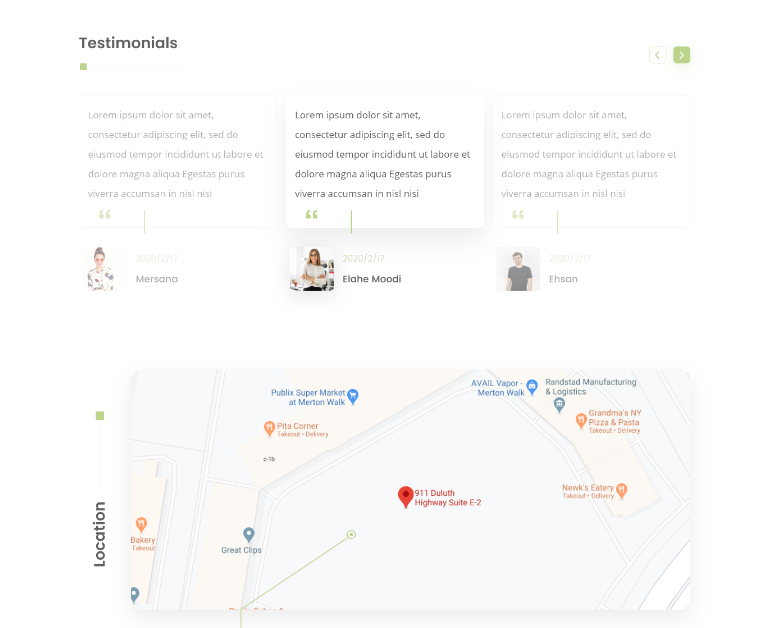 Testimonials
Lorem ipsum dolor sit amet,
consectetur adipiscing elit, sed do
eiusmod tempor incididunt ut labore et
dolore magna aliqua Egestas purus
viverra accumsan in nisl nisi
2020/2/17
Mersana
Lorem ipsum dolor sit amet,
consectetur adipiscing elit, sed do
eiusmod tempor incididunt ut labore et
dolore magna aliqua Egestas purus
viverra accumsan in nisl nisi
2020/2/17
Elahe Moodi
Lorem ipsum dolor sit amet,
consectetur adipiscing elit, sed do
eiusmod tempor incididunt ut labore et
dolore magna aliqua Egestas purus
viverra accumsan in nisl nisi
2020/2/17
Ehsan
Location
Publix Super Market
at Merton Walk
AVAIL Vapor -
Merton Walk
Randstad Manufacturing
& Logistics
Pita Corner
Takeout • Delivery
Grandma's NY
Pizza & Pasta
Takeout • Delivery
c-1b
911 Duluth
Highway Suite E-2
Newk's Eatery
Takeout • Delivery
Bakery
Takeout
Great Clips